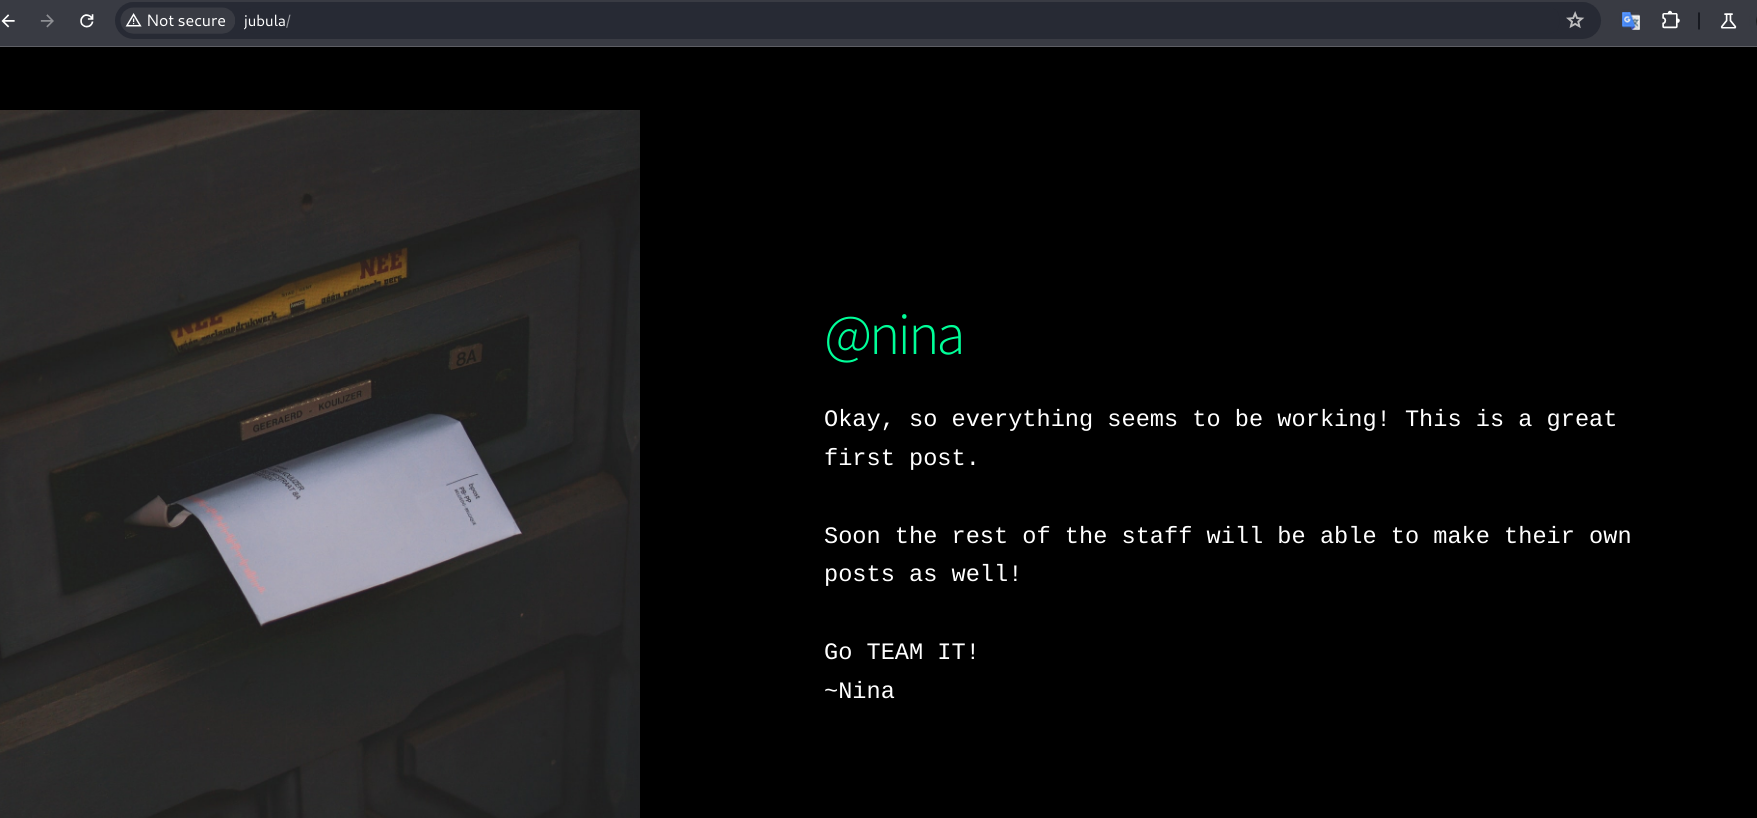 Not secure
jubula/
NEE
NEE
8A
GEERAERD - KOUIJZER
@nina
Okay, so everything seems to be working! This is a great
first post.
Soon the rest of the staff will be able to make their own
posts as well!
Go TEAM IT!
~Nina